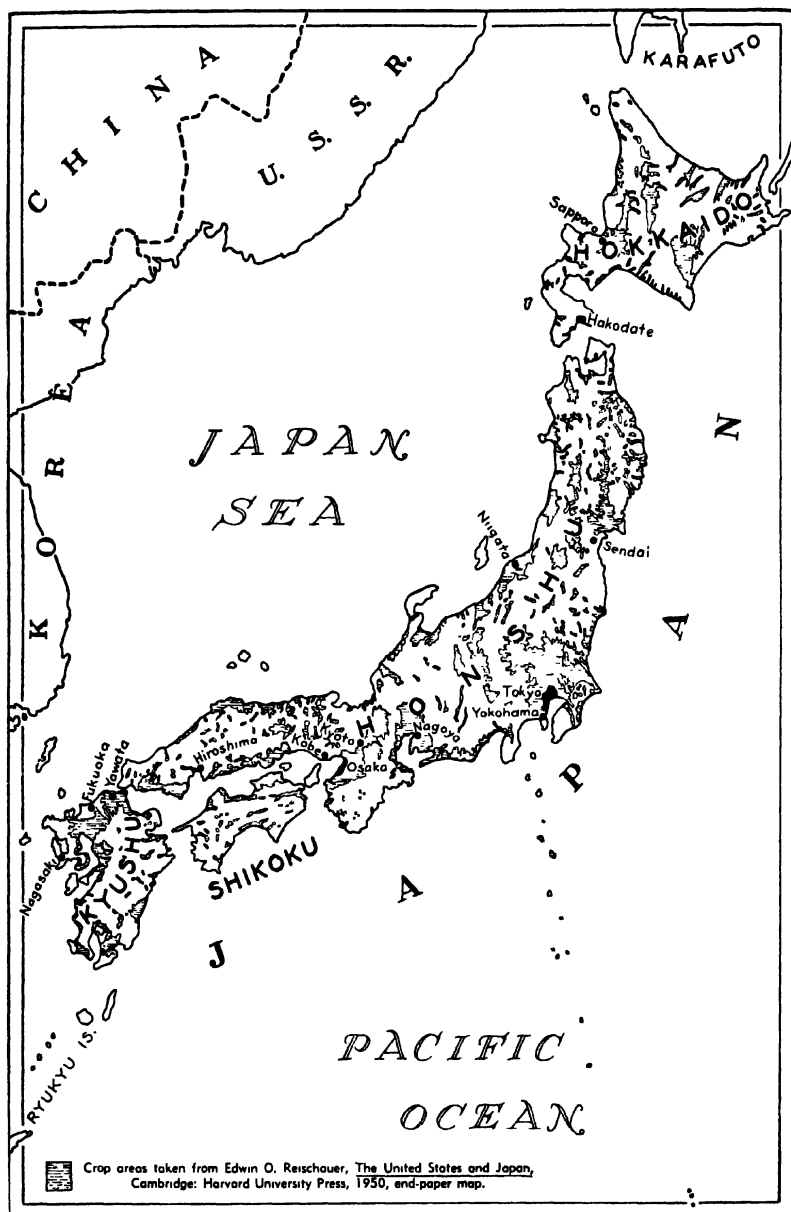 KARAFUTO
CHINA
U. S. S. R.
KOREA
Sapporo
HOKKAIDO
Hakodate
JAPAN
SEA
Niigata
Sendai
HONSHU
Tokyo
Yokohama
Nagoya
Kyoto
Kobe
Osaka
Hiroshima
Fukuoka
Yawata
Nagasaki
KYUSHU
SHIKOKU
JAPAN
RYUKYU IS.
PACIFIC
OCEAN
Crop areas taken from Edwin O. Reischauer, The United States and Japan,
Cambridge: Harvard University Press, 1950, end-paper map.